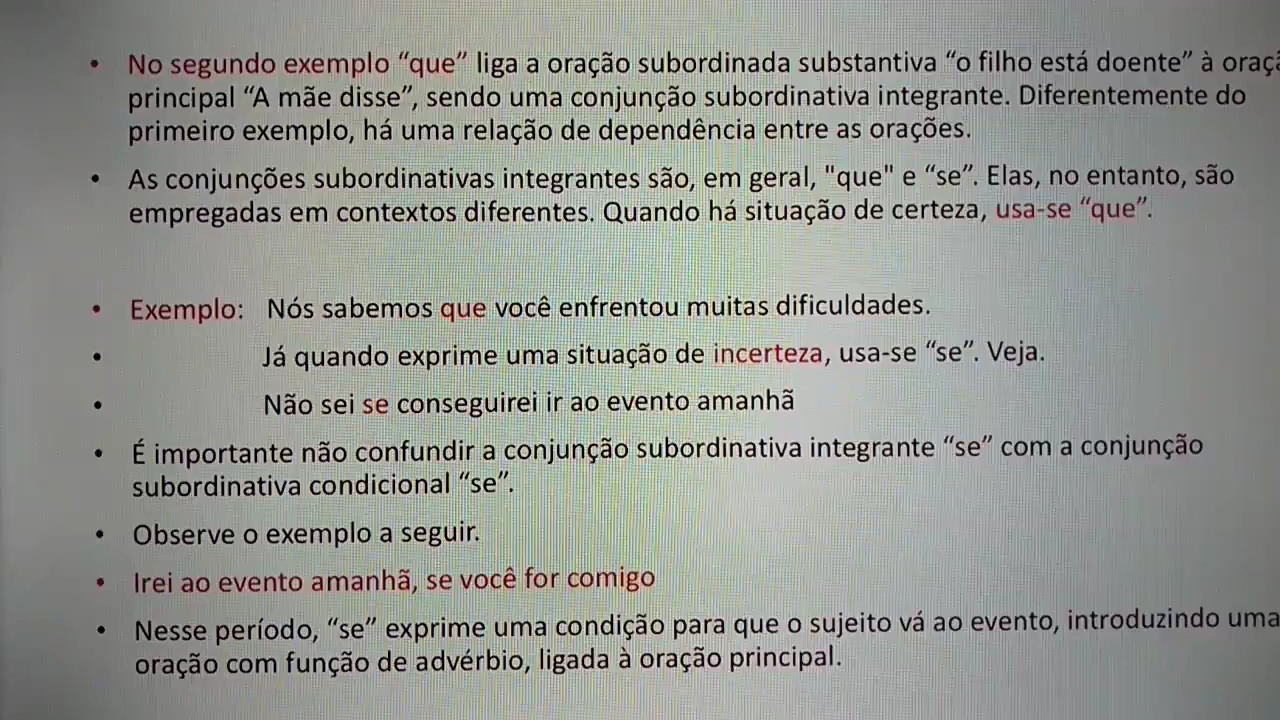 • No segundo exemplo “que” liga a oração subordinada substantiva “o filho está doente” à
principal “A mãe disse”, sendo uma conjunção subordinativa integrante. Diferentemente do
primeiro exemplo, há uma relação de dependência entre as orações.
• As conjunções subordinativas integrantes são, em geral, "que" e “se”. Elas, no entanto, são
empregadas em contextos diferentes. Quando há situação de certeza, usa-se “que”.
• Exemplo: Nós sabemos que você enfrentou muitas dificuldades.
• Já quando exprime uma situação de incerteza, usa-se “se”. Veja.
• Não sei se conseguirei ir ao evento amanhã
• É importante não confundir a conjunção subordinativa integrante “se” com a conjunção
subordinativa condicional “se”.
• Observe o exemplo a seguir.
• Irei ao evento amanhã, se você for comigo
• Nesse período, “se” exprime uma condição para que o sujeito vá ao evento, introduzindo uma
oração com função de advérbio, ligada à oração principal.